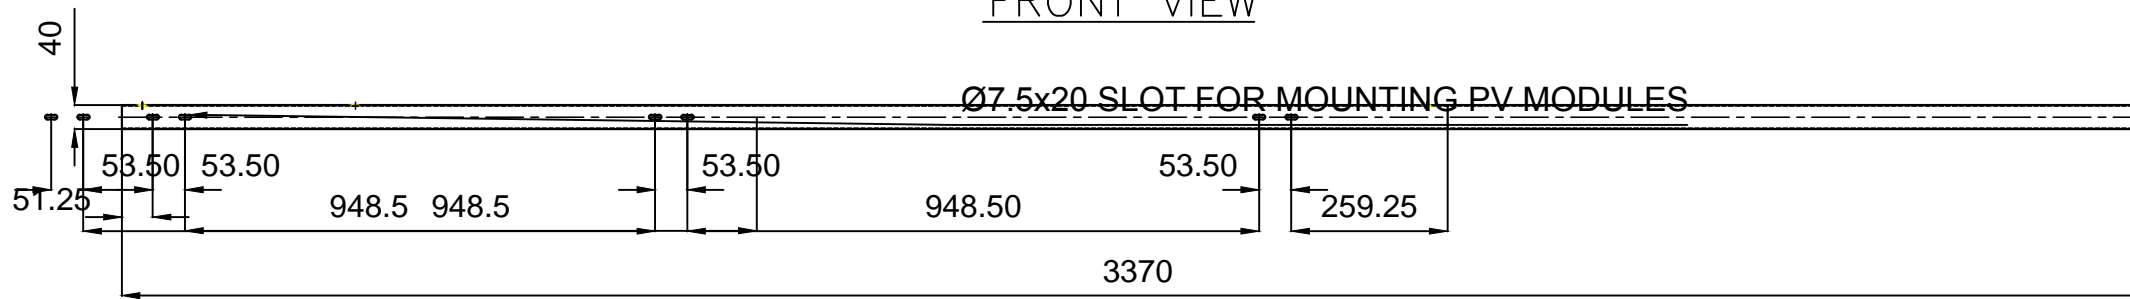 FRONT VIEW
40
Ø7.5x20 SLOT FOR MOUNTING PV MODULES
53.50 53.50 53.50 53.50
51.25 948.5 948.5 948.50 259.25
3370